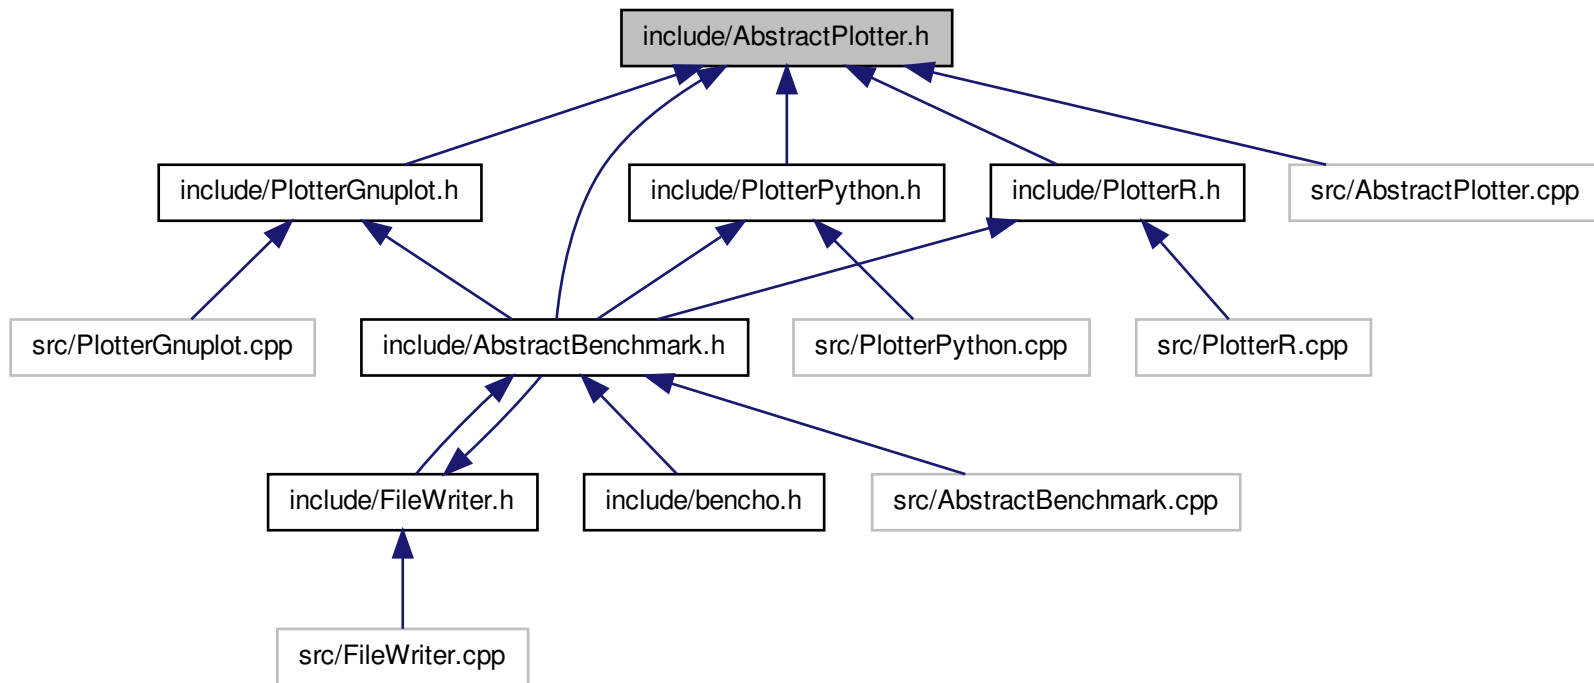 include/AbstractPlotter.h
include/PlotterGnuplot.h
include/PlotterPython.h
include/PlotterR.h
src/AbstractPlotter.cpp
src/PlotterGnuplot.cpp
include/AbstractBenchmark.h
src/PlotterPython.cpp
src/PlotterR.cpp
include/FileWriter.h
include/bencho.h
src/AbstractBenchmark.cpp
src/FileWriter.cpp